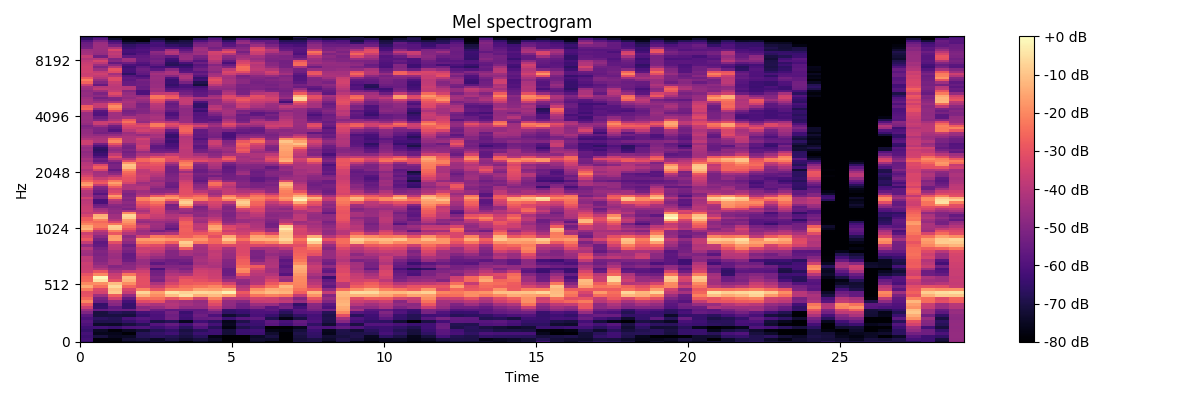 Mel spectrogram
Hz
8192
4096
2048
1024
512
0
0 5 10 15 20 25
Time
+0 dB
-10 dB
-20 dB
-30 dB
-40 dB
-50 dB
-60 dB
-70 dB
-80 dB